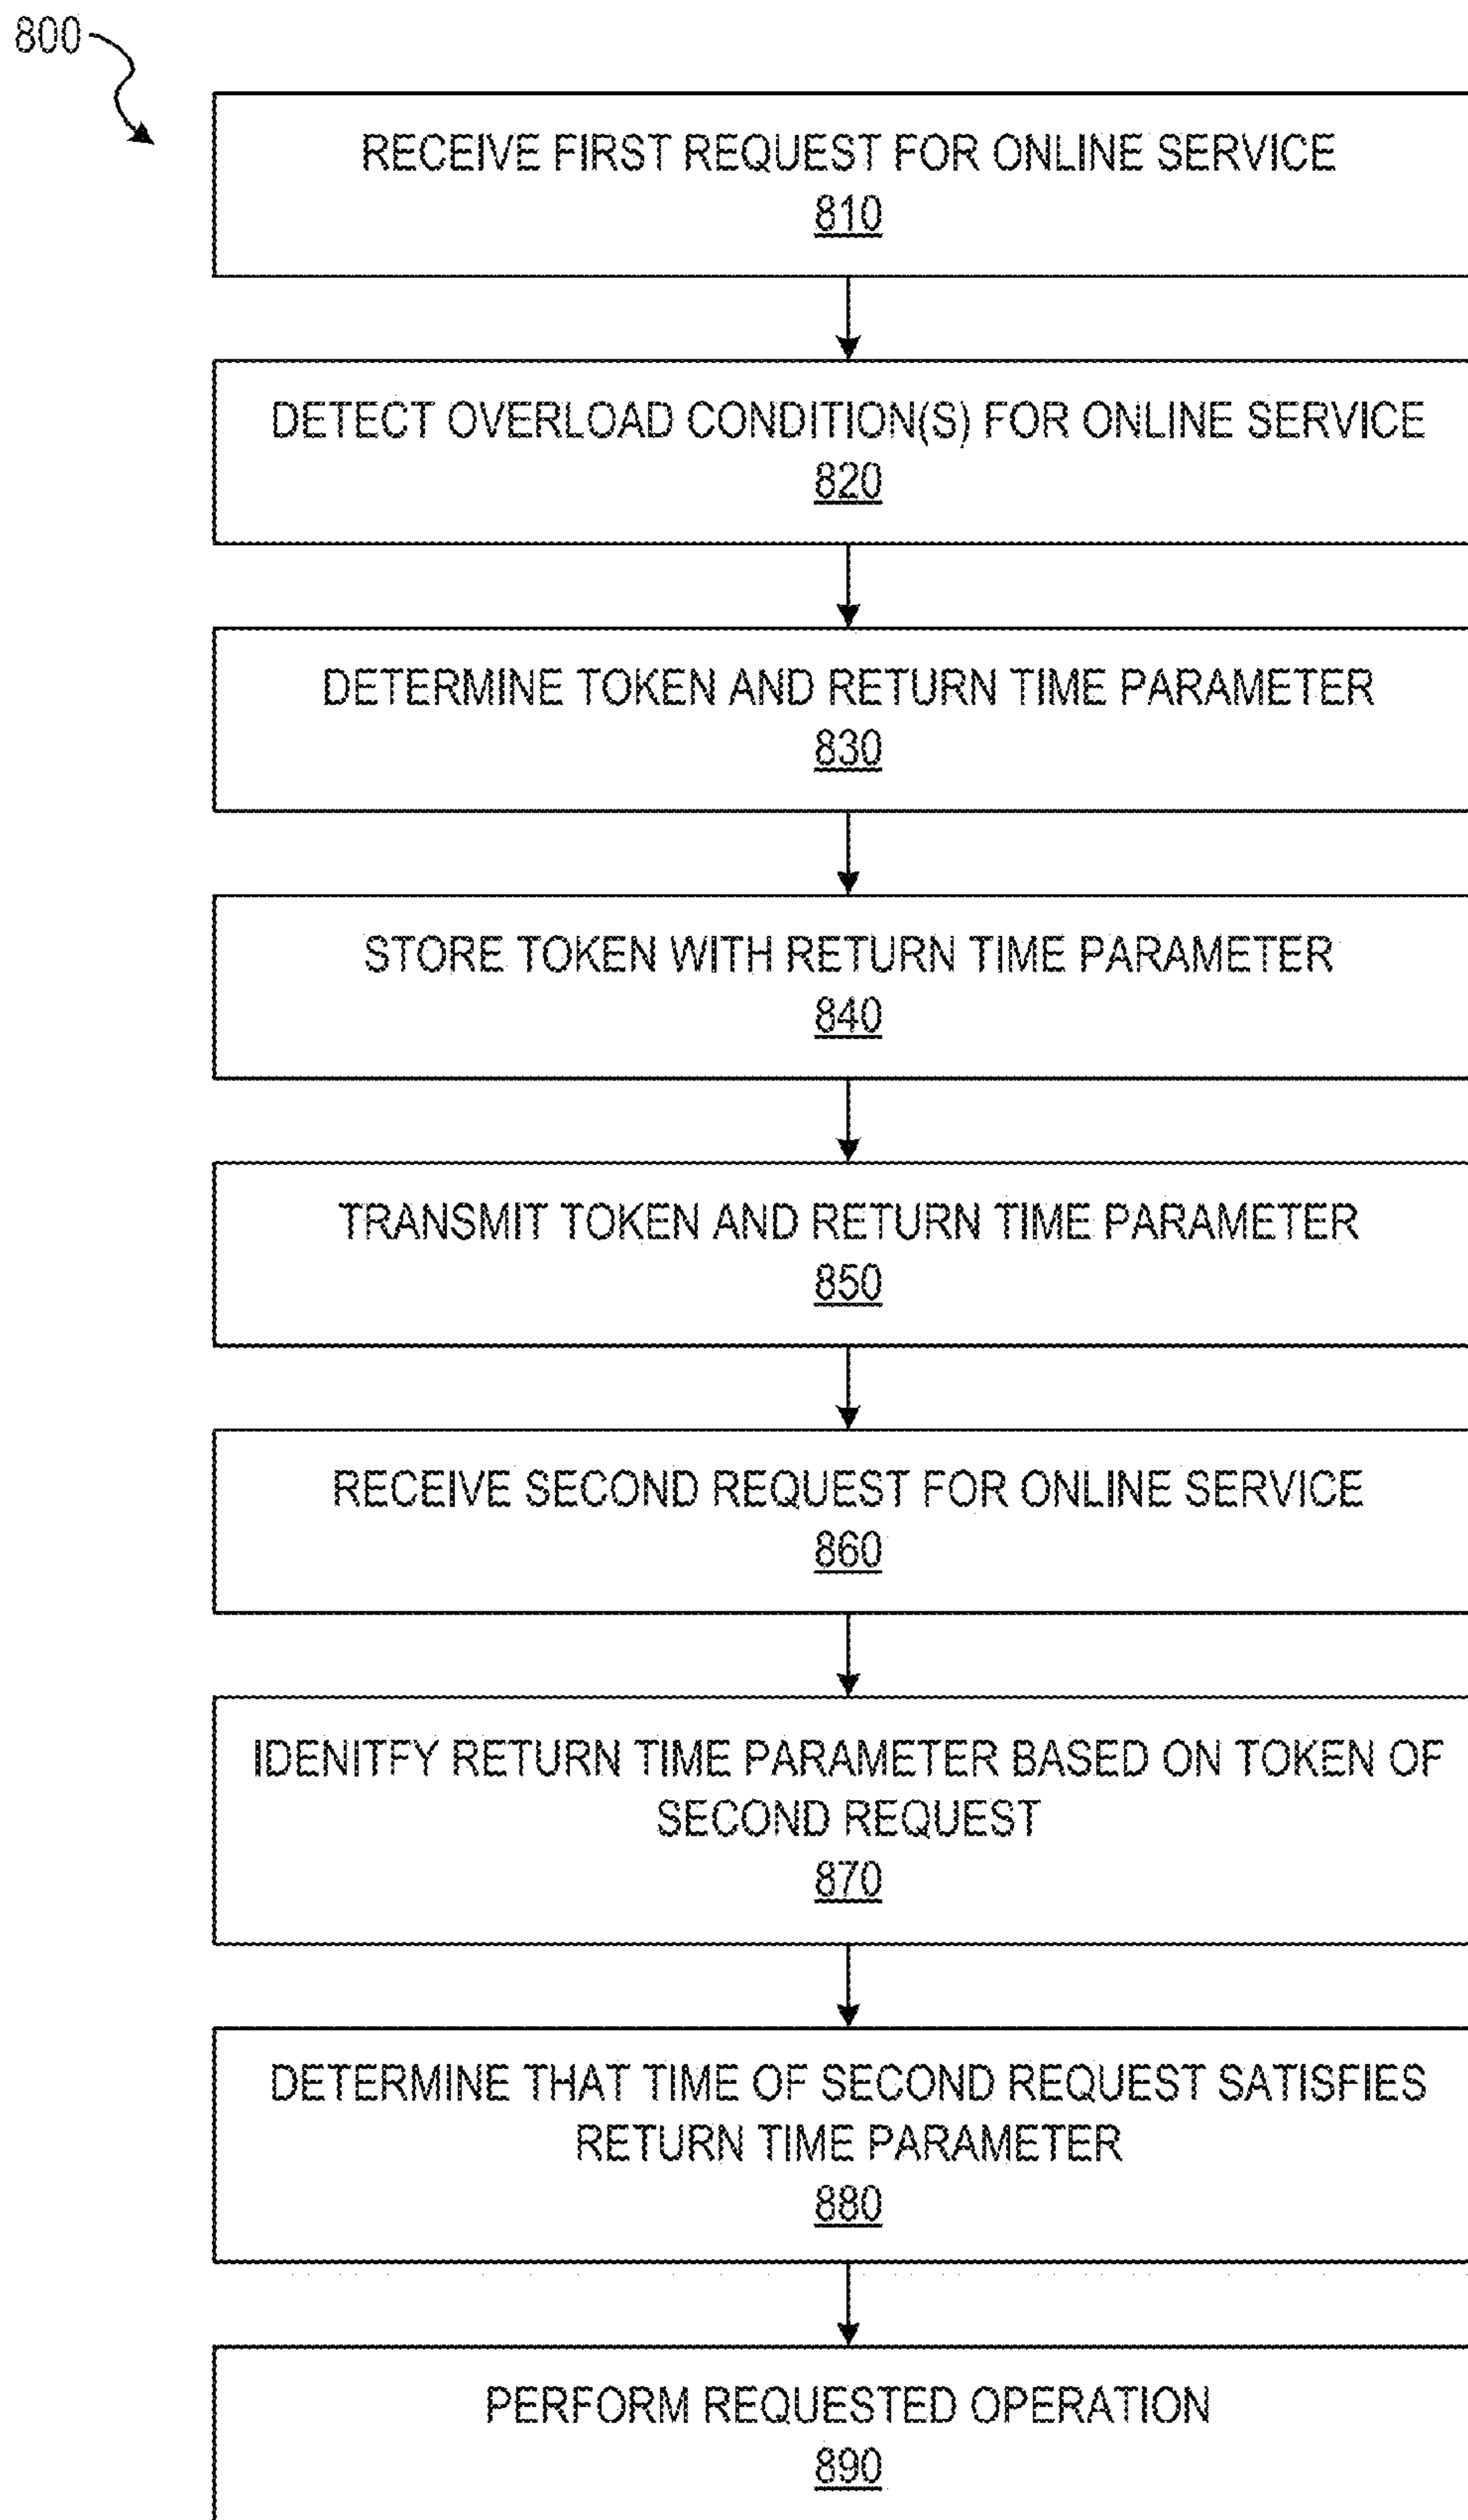 800
RECEIVE FIRST REQUEST FOR ONLINE SERVICE
810
DETECT OVERLOAD CONDITION(S) FOR ONLINE SERVICE
820
DETERMINE TOKEN AND RETURN TIME PARAMETER
830
STORE TOKEN WITH RETURN TIME PARAMETER
840
TRANSMIT TOKEN AND RETURN TIME PARAMETER
850
RECEIVE SECOND REQUEST FOR ONLINE SERVICE
860
IDENITFY RETURN TIME PARAMETER BASED ON TOKEN OF
SECOND REQUEST
870
DETERMINE THAT TIME OF SECOND REQUEST SATISFIES
RETURN TIME PARAMETER
880
PERFORM REQUESTED OPERATION
890